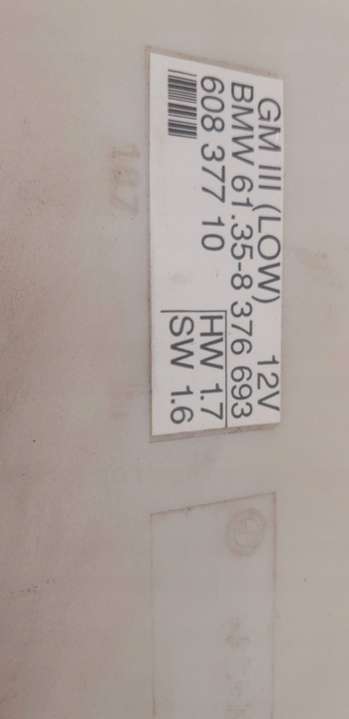 GM III (LOW) 12V
BMW 61.35-8 376 693
608 377 10 HW 1.7
SW 1.6